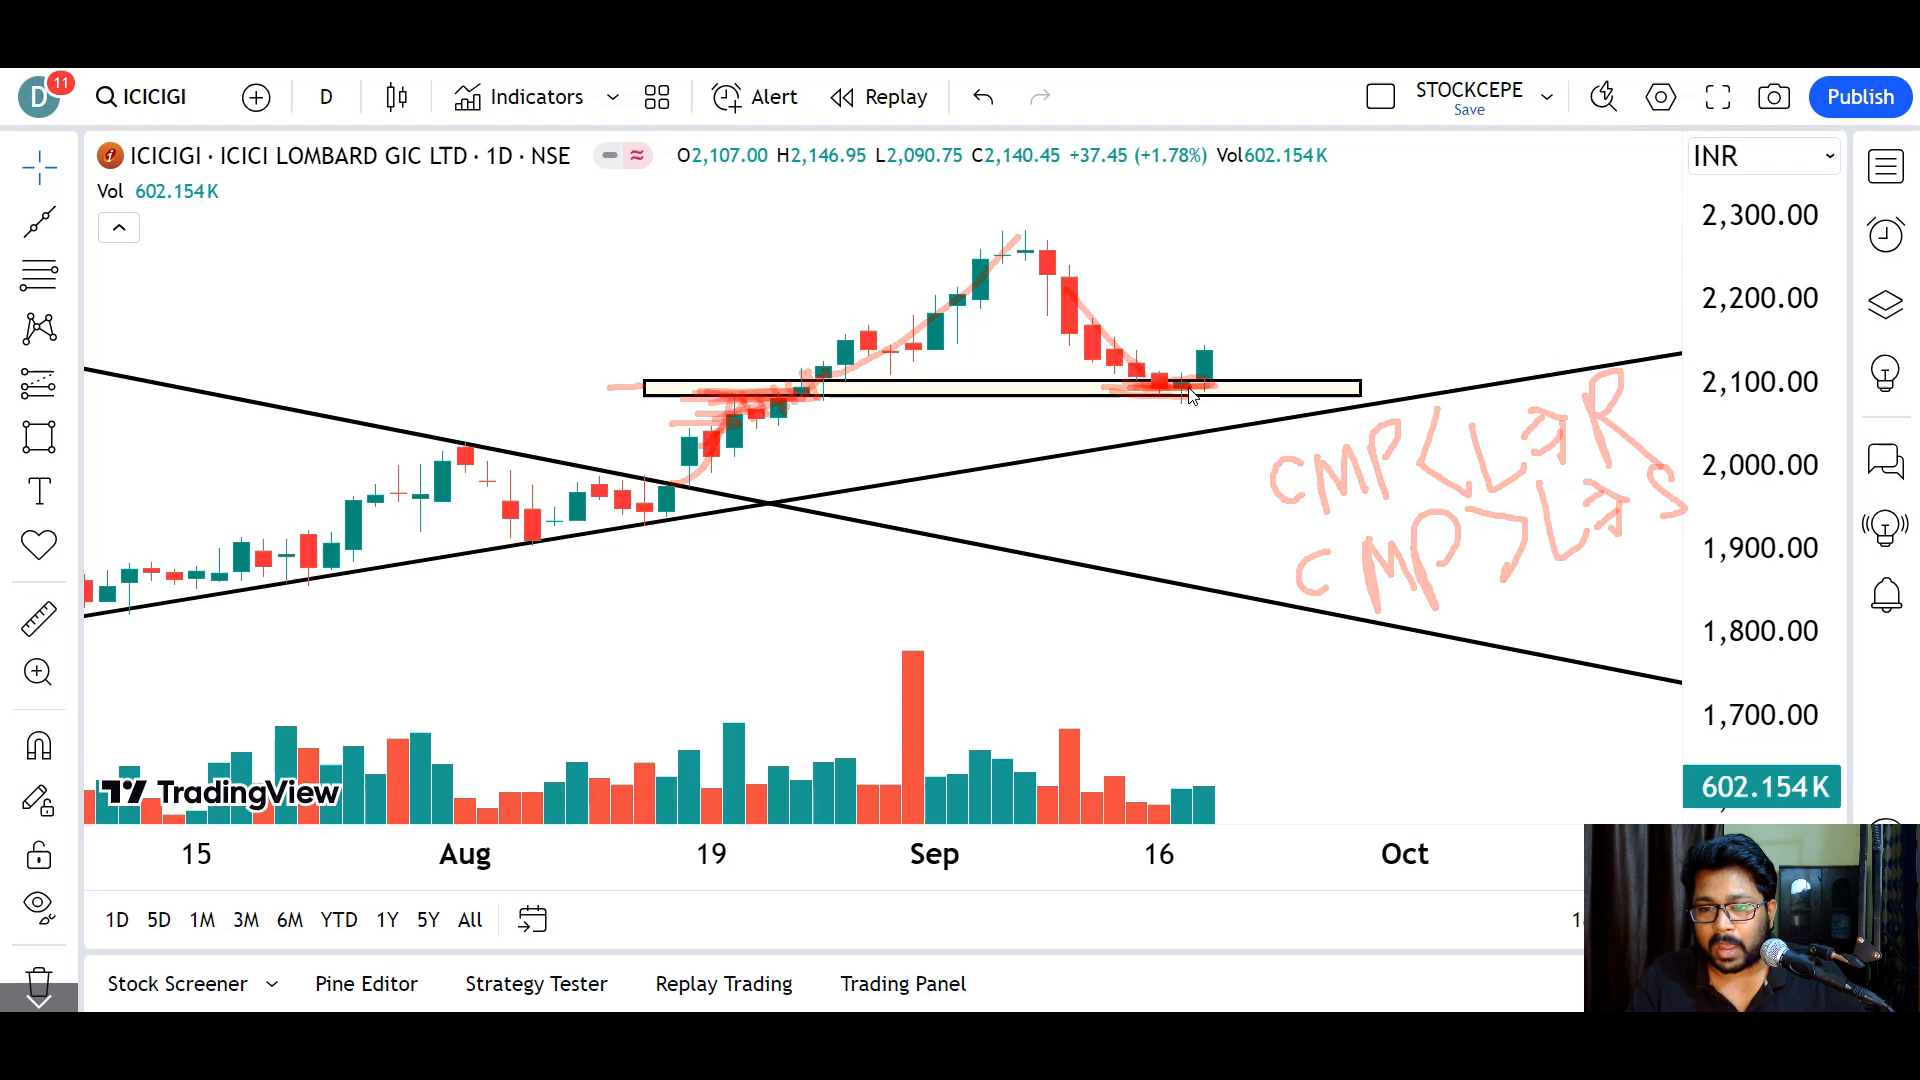 D 11 ICICIGI D Indicators Alert Replay STOCKCEPE Save Publish
ICICIGI · ICICI LOMBARD GIC LTD · 1D · NSE O2,107.00 H2,146.95 L2,090.75 C2,140.45 +37.45 (+1.78%) Vol602.154K INR
Vol 602.154K
2,300.00
2,200.00
2,100.00
2,000.00
1,900.00
1,800.00
1,700.00
CMP<LेR
CMP>LेS
602.154K
TradingView
15 Aug 19 Sep 16 Oct
1D 5D 1M 3M 6M YTD 1Y 5Y All
Stock Screener Pine Editor Strategy Tester Replay Trading Trading Panel